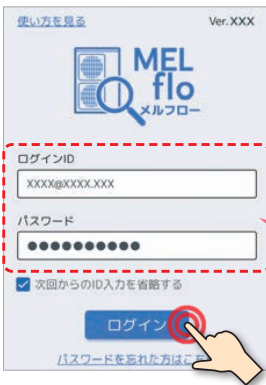 使い方を見る
Ver.XXX
MEL
flo
メルフロー
ログインID
XXXX@XXXX.XXX
パスワード
●●●●●●●●●●
次回からのID入力を省略する
ログイン
パスワードを忘れた方はこち